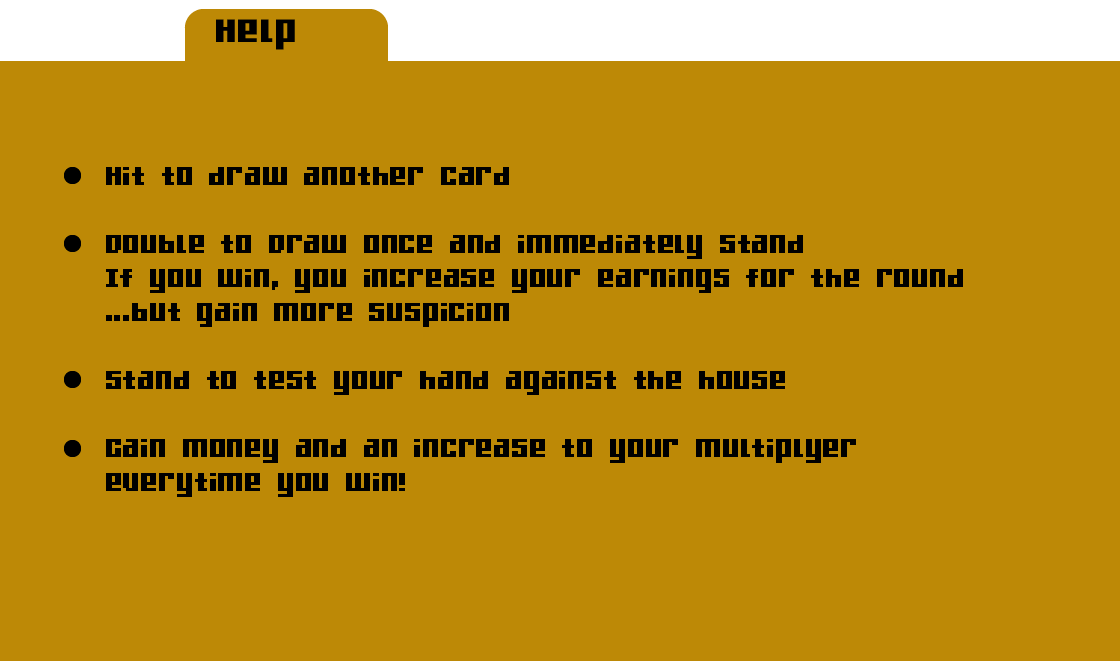 Help
● Hit to draw another card
● Double to Draw once and immediately stand
If you win, you increase your earnings for the round
...but gain more suspicion
● Stand to test your hand against the house
● Gain money and an increase to your multiplyer
everytime you win!